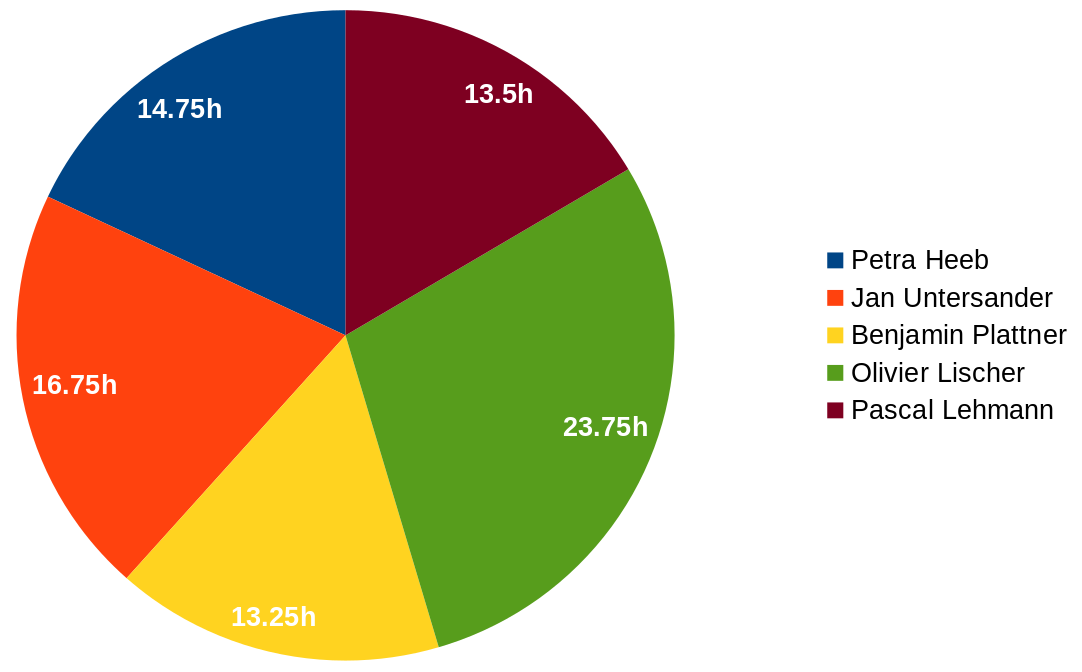 14.75h
13.5h
16.75h
23.75h
13.25h
Petra Heeb
Jan Untersander
Benjamin Plattner
Olivier Lischer
Pascal Lehmann